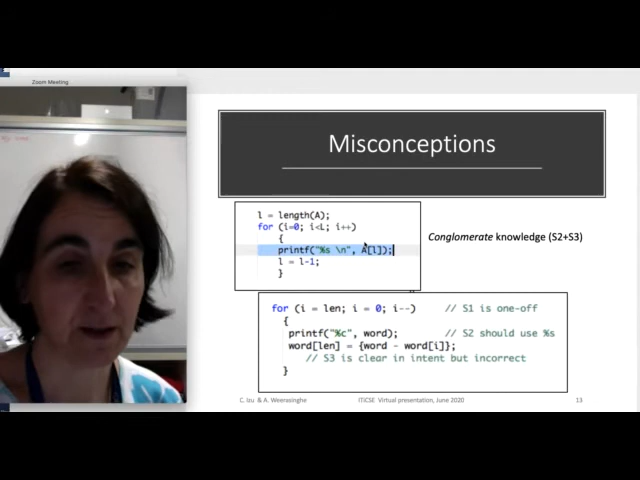 Zoom Meeting
Misconceptions
l = length(A);
for (i=0; i<L; i++)
{
printf("%s \n", A[l]);
l = l-1;
}
Conglomerate knowledge (S2+S3)
for (i = len; i = 0; i--) // S1 is one-off
{
printf("%c", word); // S2 should use %s
word[len] = {word - word[i]};
// S3 is clear in intent but incorrect
}
C. Izu & A. Weerasinghe ITiCSE Virtual presentation, June 2020 13